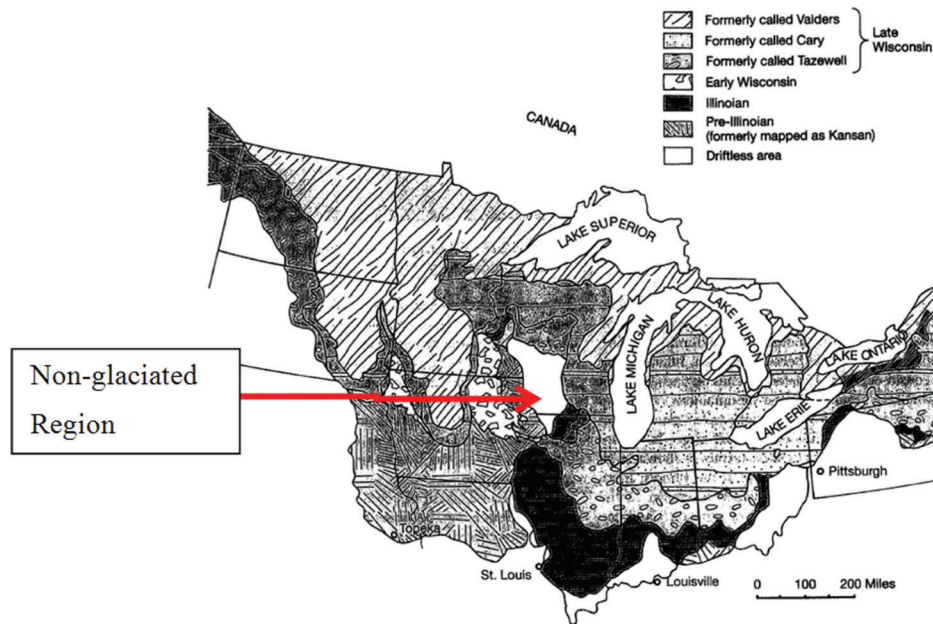 Formerly called Valders
Formerly called Cary
Formerly called Tazewell
Late
Wisconsin
Early Wisconsin
Illinoian
Pre-Illinoian
(formerly mapped as Kansan)
Driftless area
CANADA
LAKE SUPERIOR
LAKE MICHIGAN
LAKE HURON
LAKE ONTARIO
LAKE ERIE
Non-glaciated
Region
Pittsburgh
Topeka
St. Louis
Louisville
0 100 200 Miles